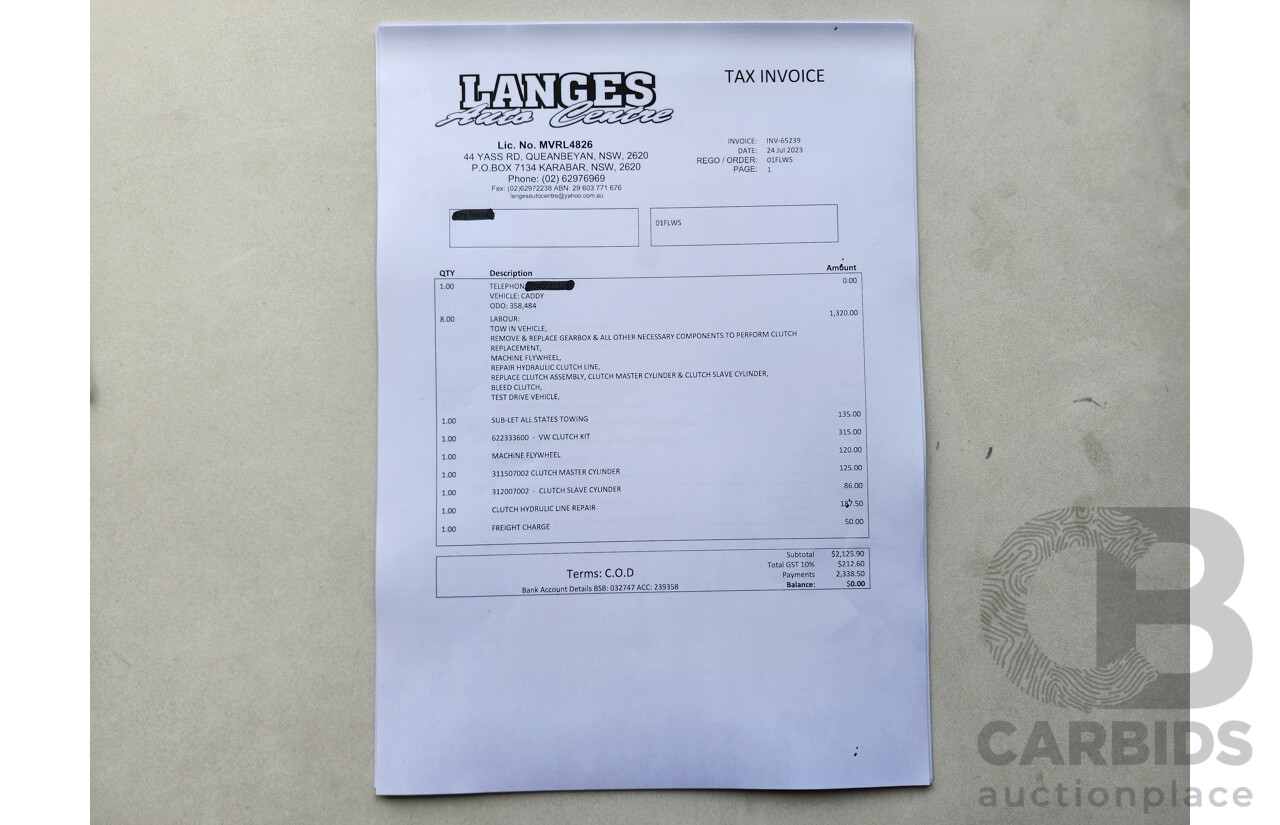 LANGES
Auto Centre
TAX INVOICE
Lic. No. MVRL4826
44 YASS RD, QUEANBEYAN, NSW, 2620
P.O.BOX 7134 KARABAR, NSW, 2620
Phone: (02) 62976969
Fax: (02)62972238 ABN: 29 603 771 676
langesautocentre@yahoo.com.au
INVOICE: INV-65239
DATE: 24 Jul 2023
REGO / ORDER: 01FLWS
PAGE: 1
01FLWS
QTY Description Amount
1.00 TELEPHON 0.00
VEHICLE: CADDY
ODO: 358,484
8.00 LABOUR: 1,320.00
TOW IN VEHICLE,
REMOVE & REPLACE GEARBOX & ALL OTHER NECESSARY COMPONENTS TO PERFORM CLUTCH
REPLACEMENT,
MACHINE FLYWHEEL,
REPAIR HYDRAULIC CLUTCH LINE,
REPLACE CLUTCH ASSEMBLY, CLUTCH MASTER CYLINDER & CLUTCH SLAVE CYLINDER,
BLEED CLUTCH,
TEST DRIVE VEHICLE,
1.00 SUB-LET ALL STATES TOWING 135.00
1.00 622333600 - VW CLUTCH KIT 315.00
1.00 MACHINE FLYWHEEL 120.00
1.00 311507002 CLUTCH MASTER CYLINDER 125.00
1.00 312007002 - CLUTCH SLAVE CYLINDER 86.00
1.00 CLUTCH HYDRULIC LINE REPAIR 187.50
1.00 FREIGHT CHARGE 50.00
Terms: C.O.D
Bank Account Details BSB: 032747 ACC: 239358
Subtotal $2,125.90
Total GST 10% $212.60
Payments 2,338.50
Balance: $0.00
CB
CARBIDS
auctionplace